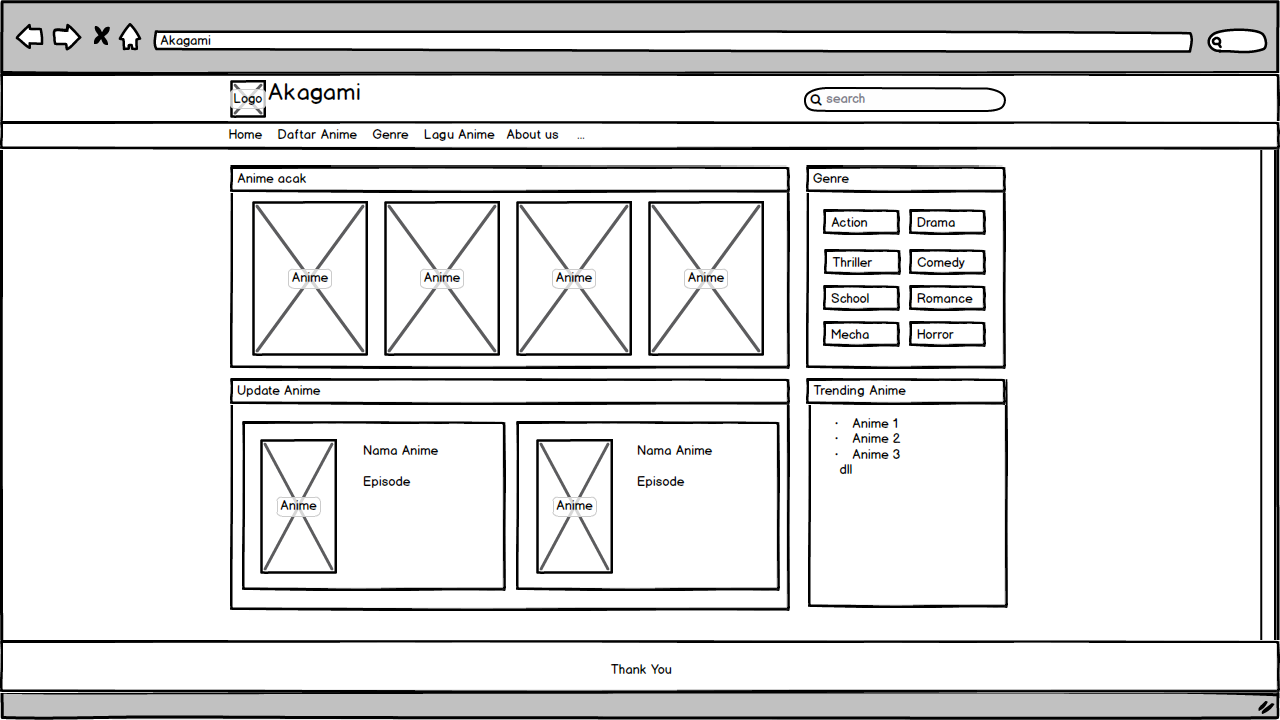 Akagami
Logo Akagami
search
Home Daftar Anime Genre Lagu Anime About us ...
Anime acak
Anime Anime Anime Anime
Genre
Action Drama
Thriller Comedy
School Romance
Mecha Horror
Update Anime
Anime
Nama Anime
Episode
Anime
Nama Anime
Episode
Trending Anime
· Anime 1
· Anime 2
· Anime 3
dll
Thank You